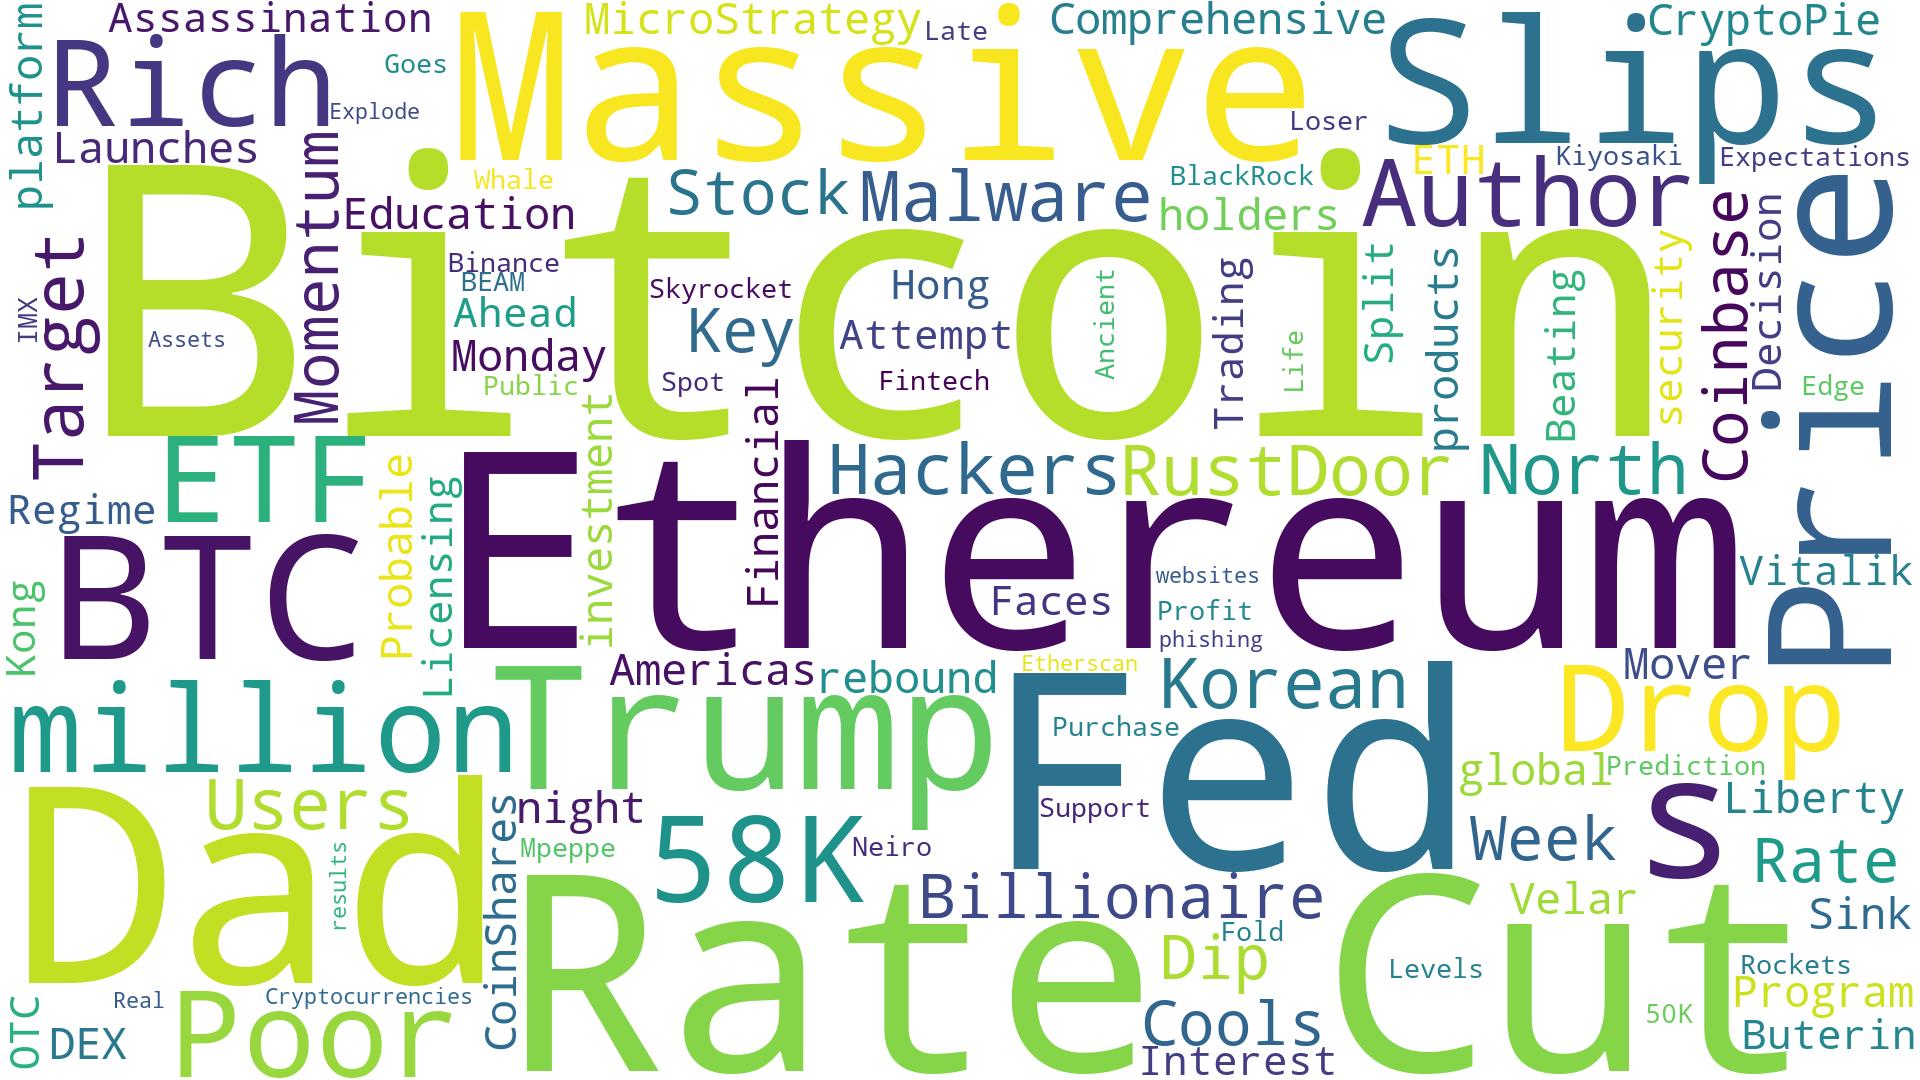 platform
Assassination
MicroStrategy
Late
Comprehensive
CryptoPie
Rich
Goes
Massive
Slips
Explode
Loser
Launches
Momentum
Whale
ETH
Kiyosaki
Expectations
Education
Stock
Malware
BlackRock
holders
Author
Target
Bitcoin
Binance
BEAM
Skyrocket
Hong
Ancient
Trading
Split
products
Beating
security
Coinbase
Decision
Price
IMX
Assets
Ahead
Key
Attempt
Life
Monday
Public
Spot
Fintech
Edge
ETF
Probable
Licensing
investment
Financial
Hackers
RustDoor
North
Regime
BTC
Ethereum
Kong
Faces
websites
Profit
phishing
Vitalik
Americas
rebound
Etherscan
Korean
Mover
million
Trump
Fed
Purchase
Drop
global
Prediction
Users
night
58K
Support
Week
s
Liberty
Dad
results
CoinShares
Mpeppe
Neiro
Rate
Billionaire
Velar
Sink
Rate Cut
Fold
Dip
Levels
Rockets
OTC
DEX
Real
Poor
Cryptocurrencies
Cools
50K
Program
Interest
Buterin